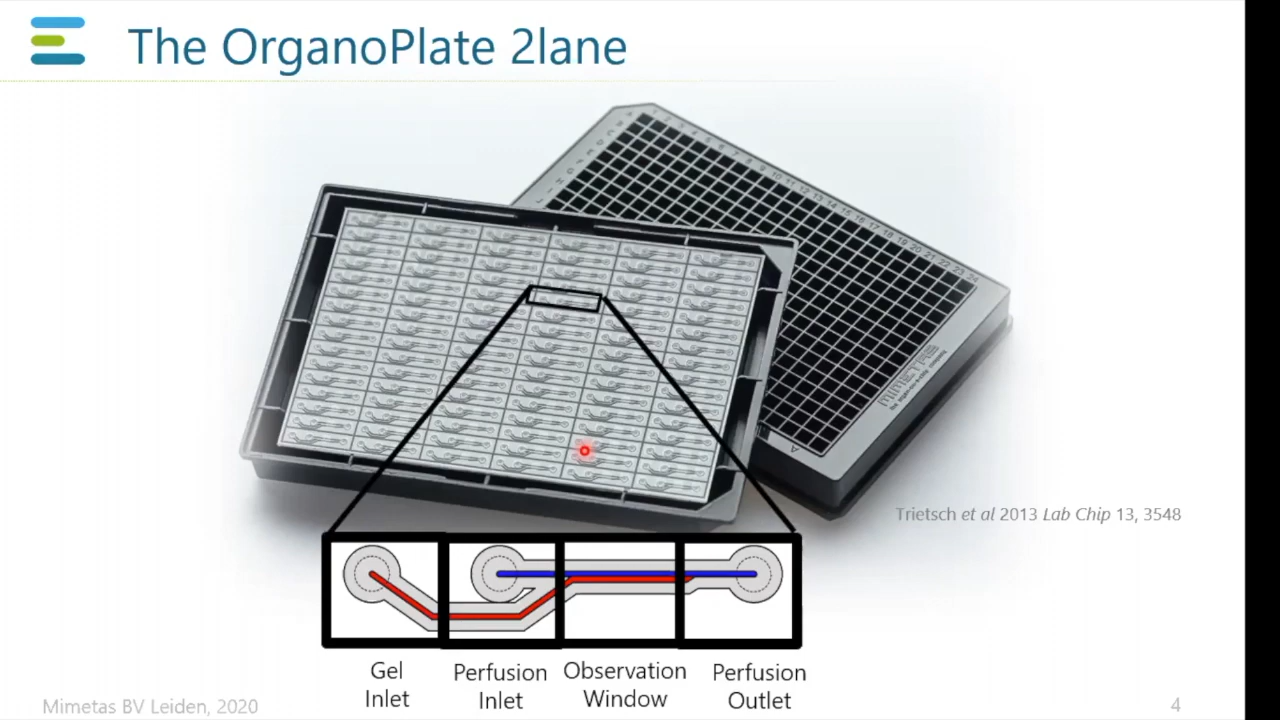 The OrganoPlate 2lane
MIMETAS
Trietsch et al 2013 Lab Chip 13, 3548
Gel
Inlet
Perfusion
Inlet
Observation
Window
Perfusion
Outlet
Mimetas BV Leiden, 2020
4